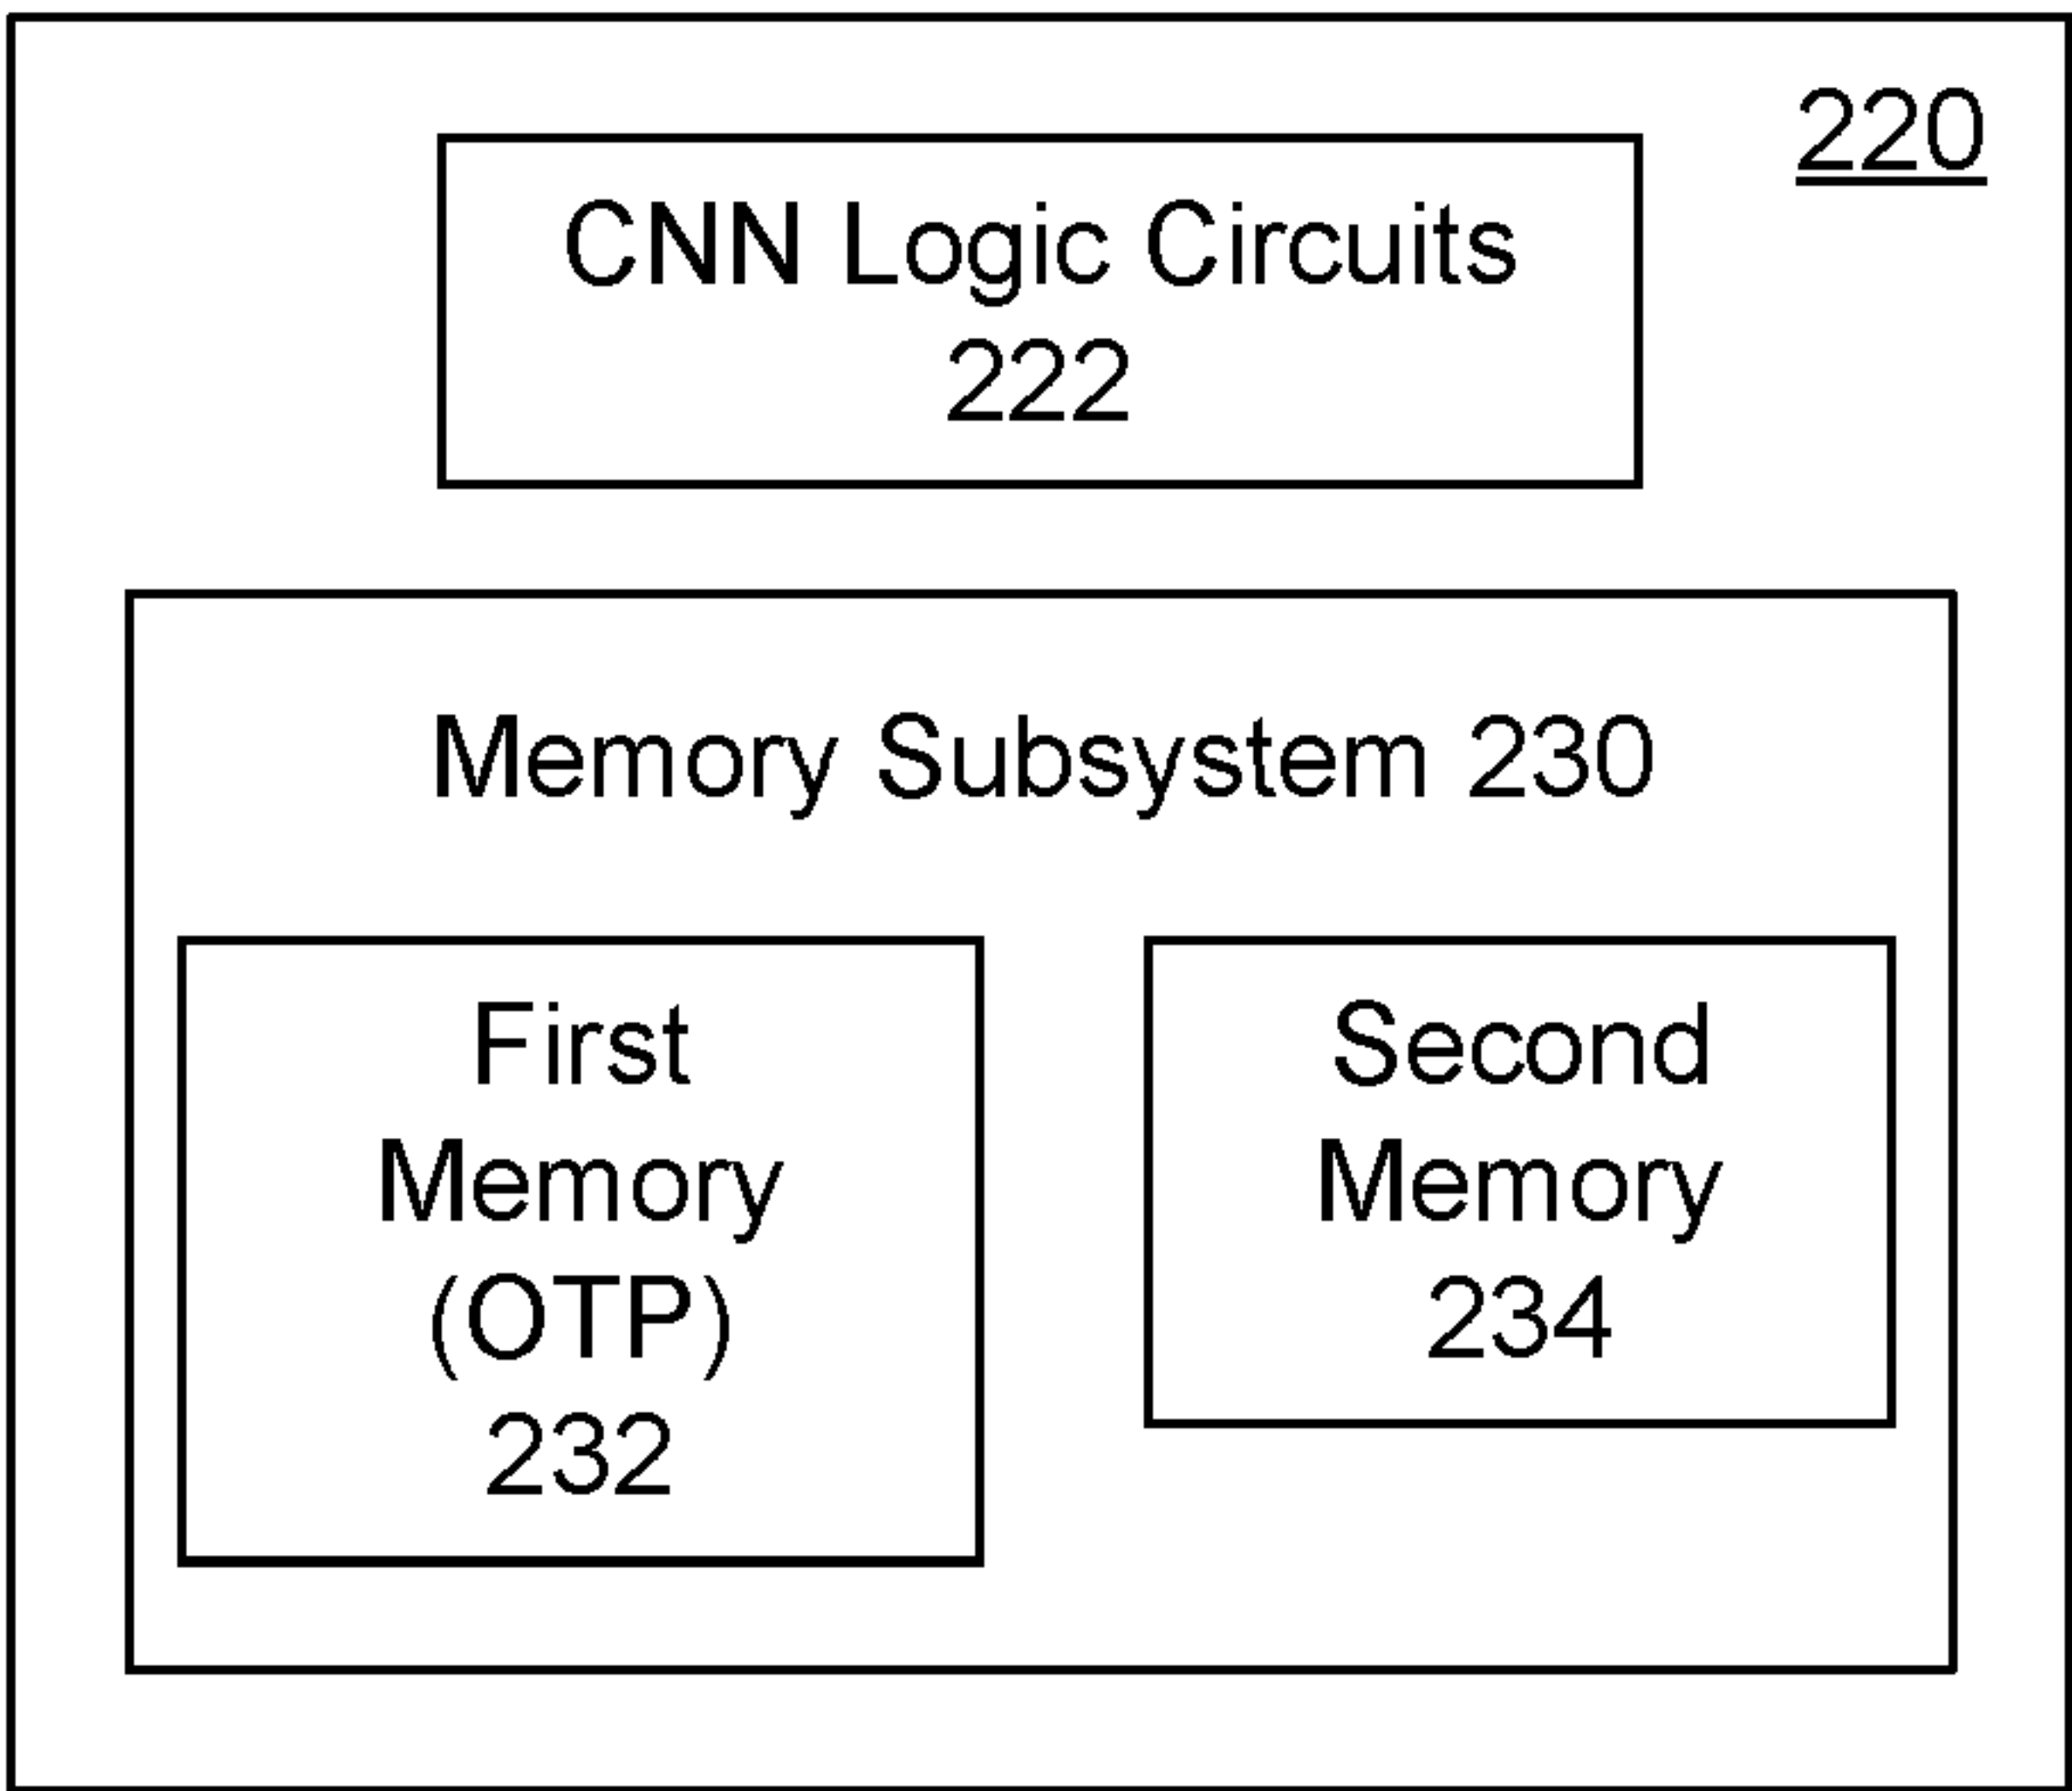 220
CNN Logic Circuits
222
Memory Subsystem 230
First
Memory
(OTP)
232
Second
Memory
234